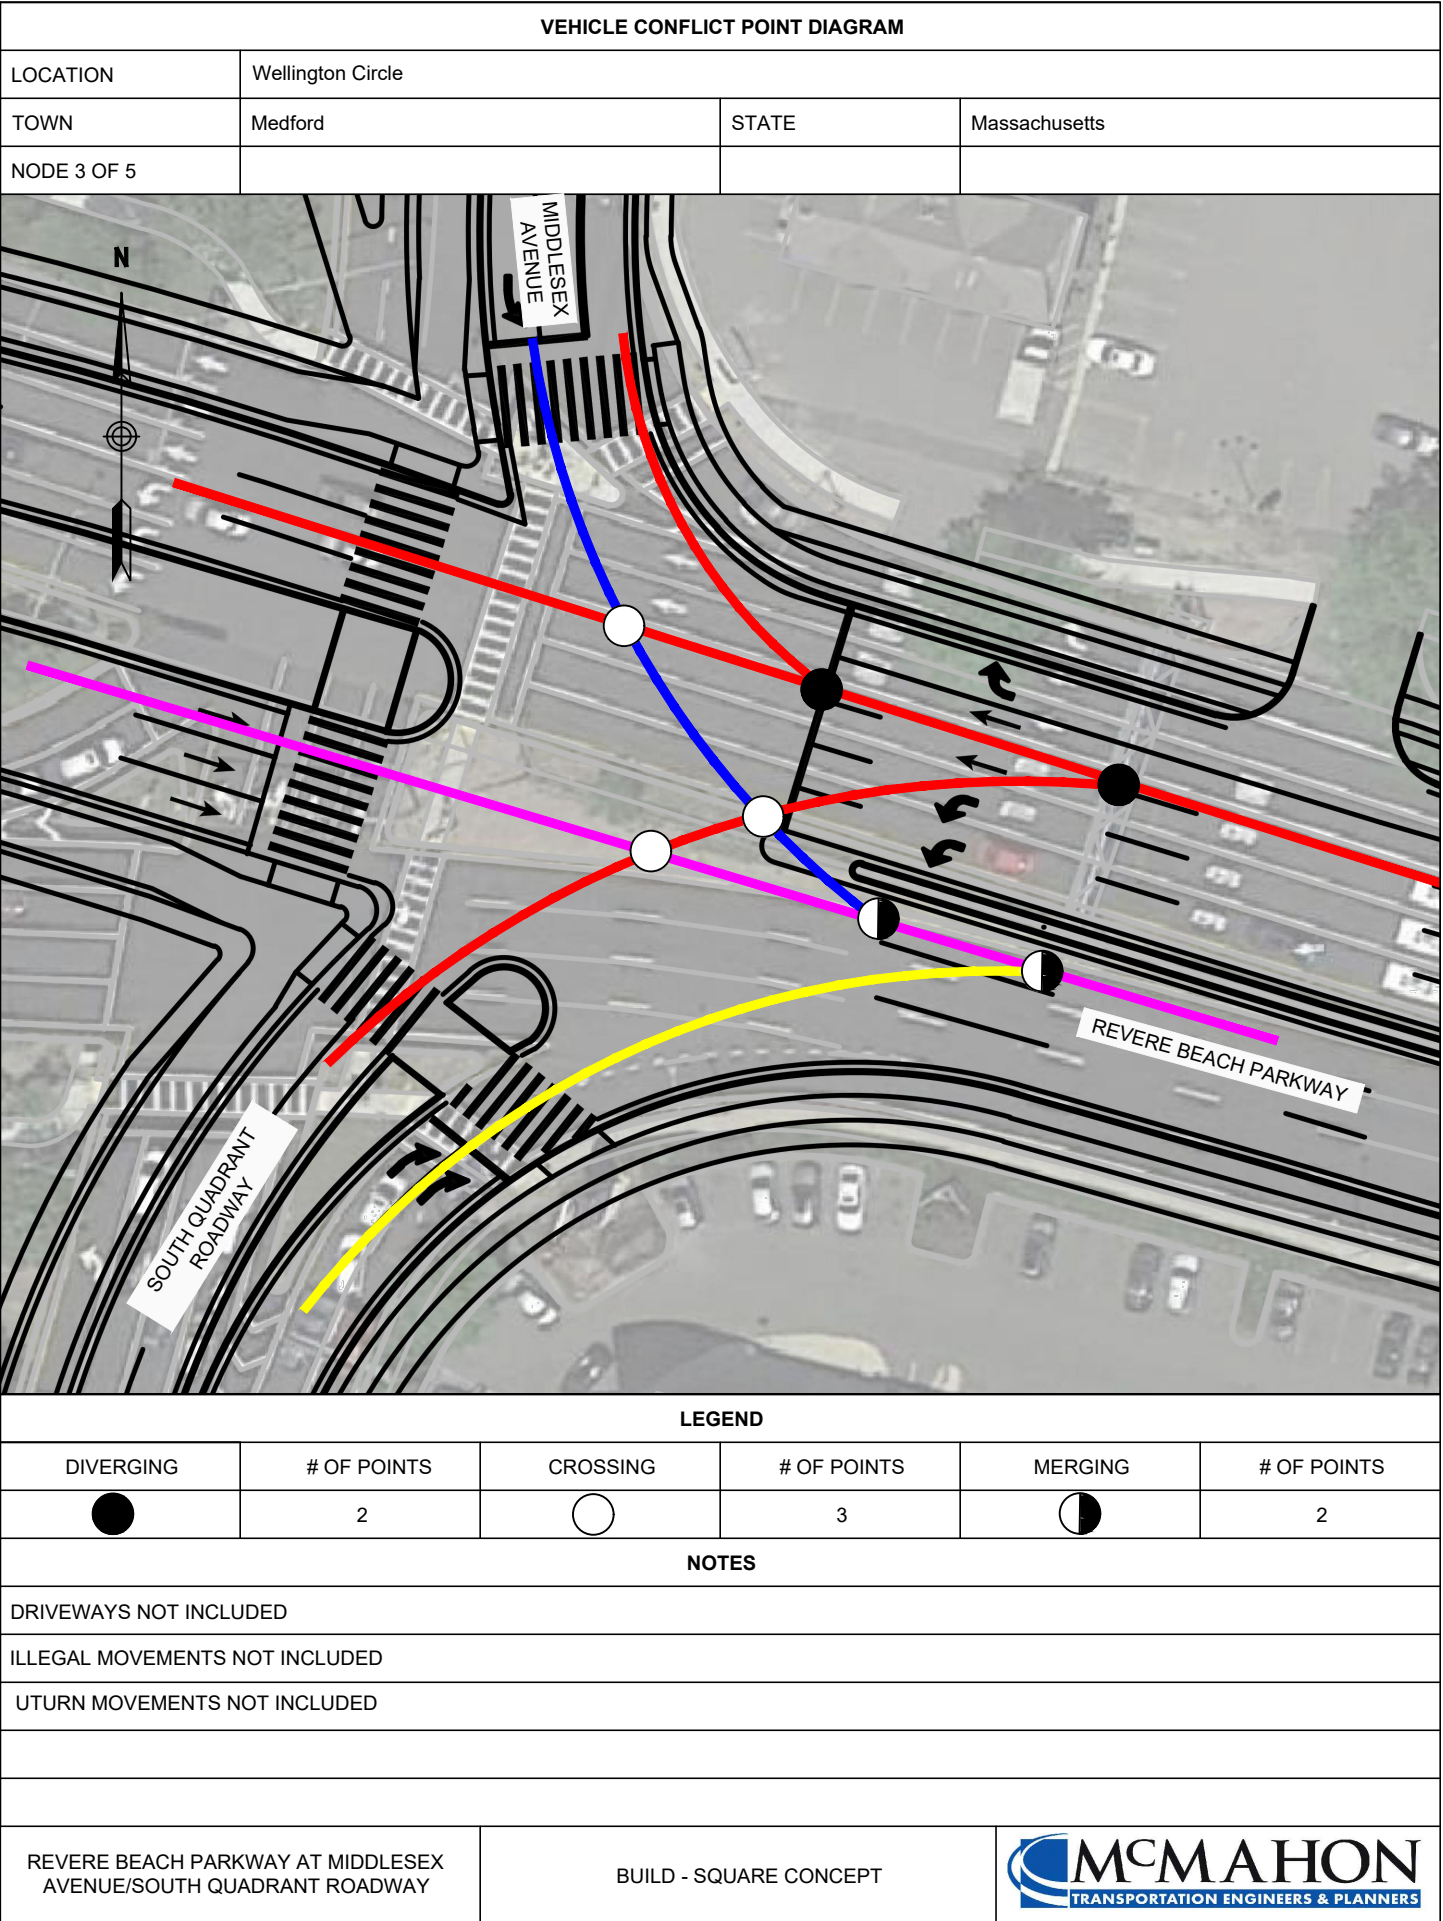 VEHICLE CONFLICT POINT DIAGRAM
LOCATION
Wellington Circle
TOWN
Medford
STATE
Massachusetts
NODE 3 OF 5
N
MIDDLESEX
AVENUE
REVERE BEACH PARKWAY
SOUTH QUADRANT
ROADWAY
LEGEND
DIVERGING
# OF POINTS
CROSSING
# OF POINTS
MERGING
# OF POINTS
2
3
2
NOTES
DRIVEWAYS NOT INCLUDED
ILLEGAL MOVEMENTS NOT INCLUDED
UTURN MOVEMENTS NOT INCLUDED
REVERE BEACH PARKWAY AT MIDDLESEX
AVENUE/SOUTH QUADRANT ROADWAY
BUILD - SQUARE CONCEPT
MCMAHON
TRANSPORTATION ENGINEERS & PLANNERS